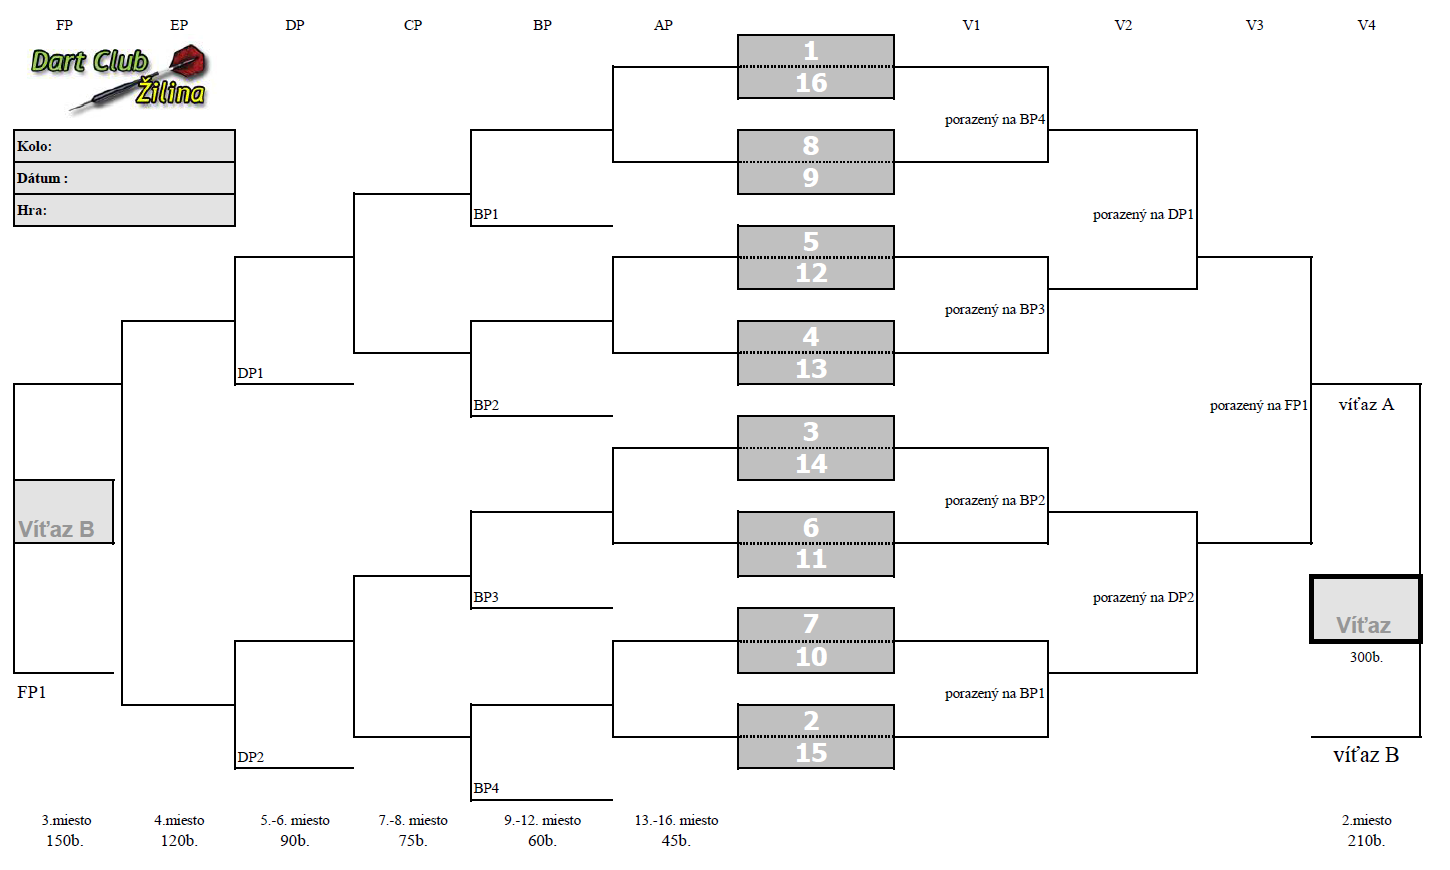 FP EP DP CP BP AP V1 V2 V3 V4
Dart Club
Žilina
1
16
porazený na BP4
Kolo:
8
Dátum :
9
Hra:
BP1
porazený na DP1
5
12
porazený na BP3
4
DP1
13
BP2
porazený na FP1
víťaz A
3
14
porazený na BP2
Víťaz B
6
11
BP3
porazený na DP2
7
Víťaz
10
300b.
FP1
porazený na BP1
2
DP2
15
víťaz B
BP4
3.miesto 4.miesto 5.-6. miesto 7.-8. miesto 9.-12. miesto 13.-16. miesto 2.miesto
150b. 120b. 90b. 75b. 60b. 45b. 210b.